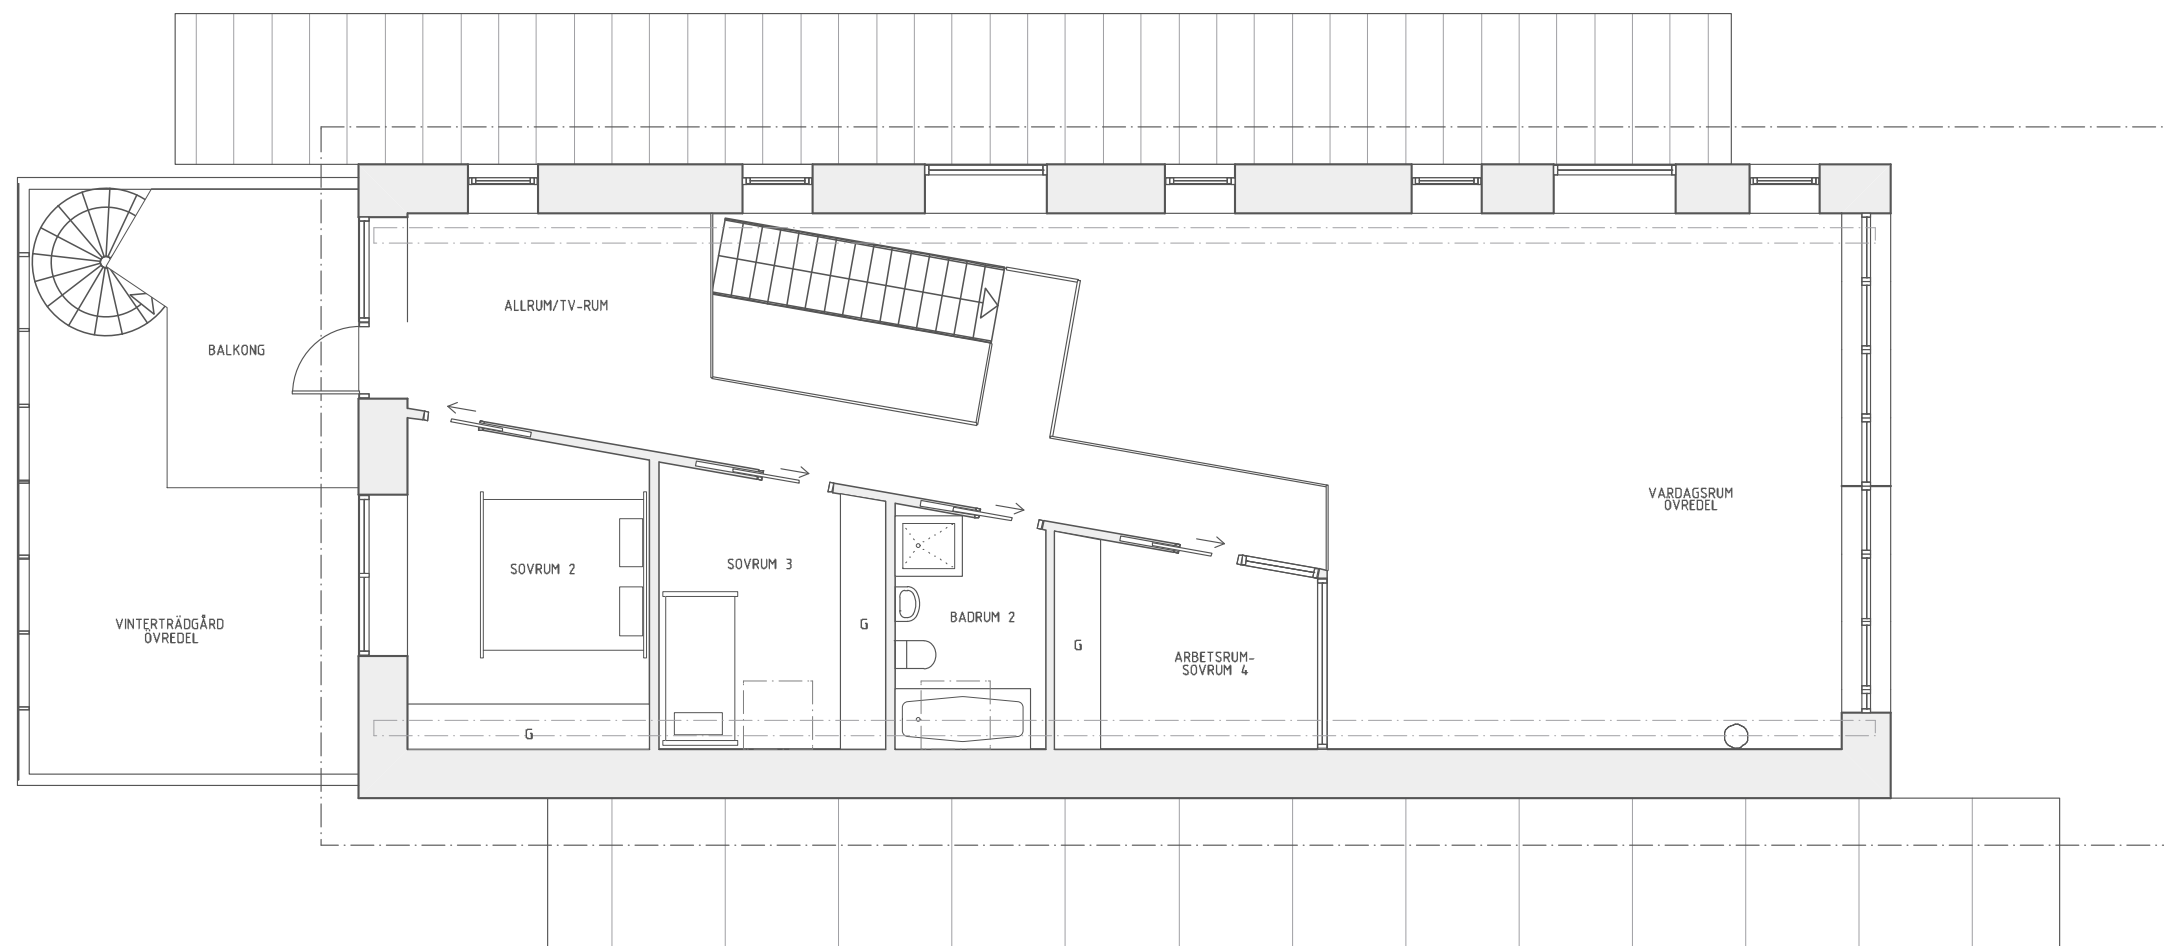 ALLRUM/TV-RUM
BALKONG
VARDAGSRUM
ÖVREDEL
SOVRUM 2
SOVRUM 3
G
BADRUM 2
G
ARBETSRUM-
SOVRUM 4
VINTERTRÄDGÅRD
ÖVREDEL
G